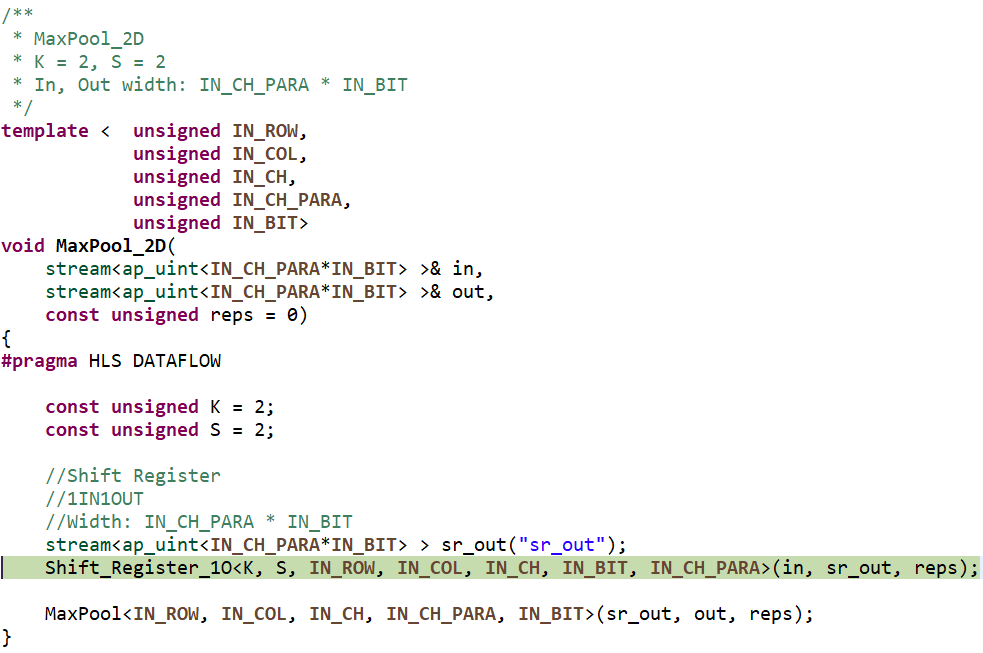 /**
 * MaxPool_2D
 * K = 2, S = 2
 * In, Out width: IN_CH_PARA * IN_BIT
 */
template <  unsigned IN_ROW,
            unsigned IN_COL,
            unsigned IN_CH,
            unsigned IN_CH_PARA,
            unsigned IN_BIT>
void MaxPool_2D(
    stream<ap_uint<IN_CH_PARA*IN_BIT> >& in,
    stream<ap_uint<IN_CH_PARA*IN_BIT> >& out,
    const unsigned reps = 0)
{
#pragma HLS DATAFLOW
    const unsigned K = 2;
    const unsigned S = 2;
    //Shift Register
    //1IN1OUT
    //Width: IN_CH_PARA * IN_BIT
    stream<ap_uint<IN_CH_PARA*IN_BIT> > sr_out("sr_out");
    Shift_Register_1O<K, S, IN_ROW, IN_COL, IN_CH, IN_BIT, IN_CH_PARA>(in, sr_out, reps);
    MaxPool<IN_ROW, IN_COL, IN_CH, IN_CH_PARA, IN_BIT>(sr_out, out, reps);
}